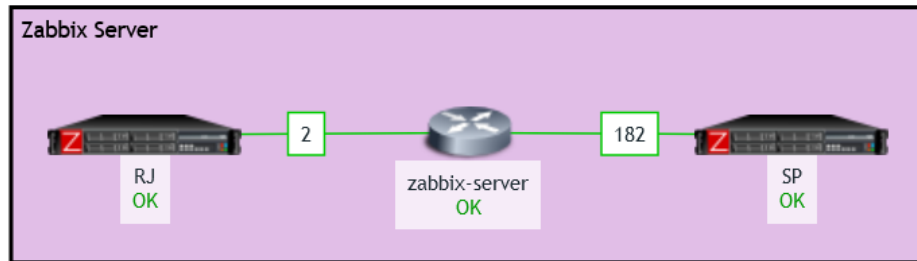 Zabbix Server
Z
2
182
Z
RJ
OK
zabbix-server
OK
SP
OK